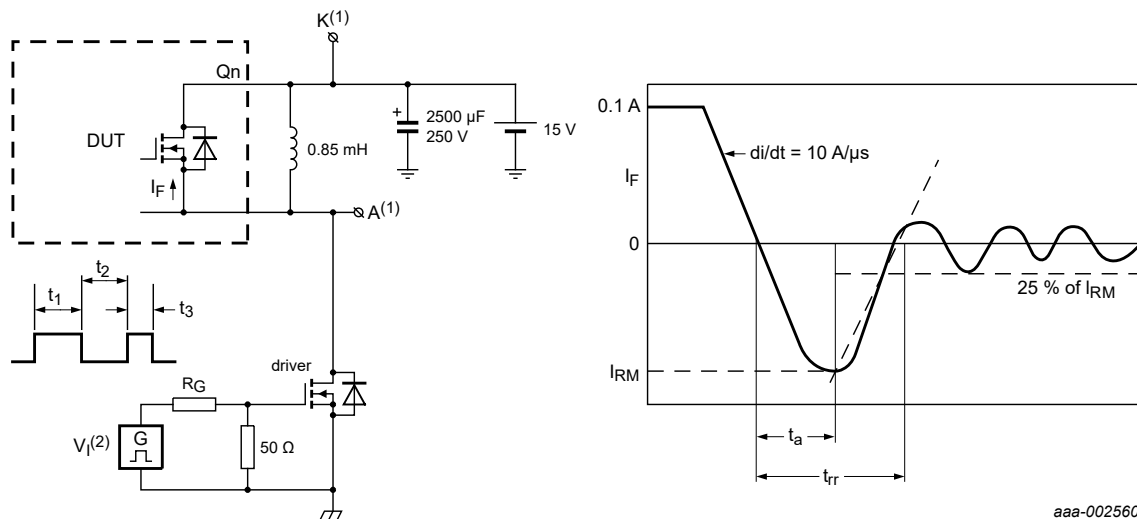 K(1)
Qn
DUT
IF
0.85 mH
+
2500 µF
250 V
15 V
A(1)
t1
t2
t3
driver
RG
VI(2)
G
50 Ω
0.1 A
di/dt = 10 A/µs
IF
0
25 % of IRM
IRM
ta
trr
aaa-002560